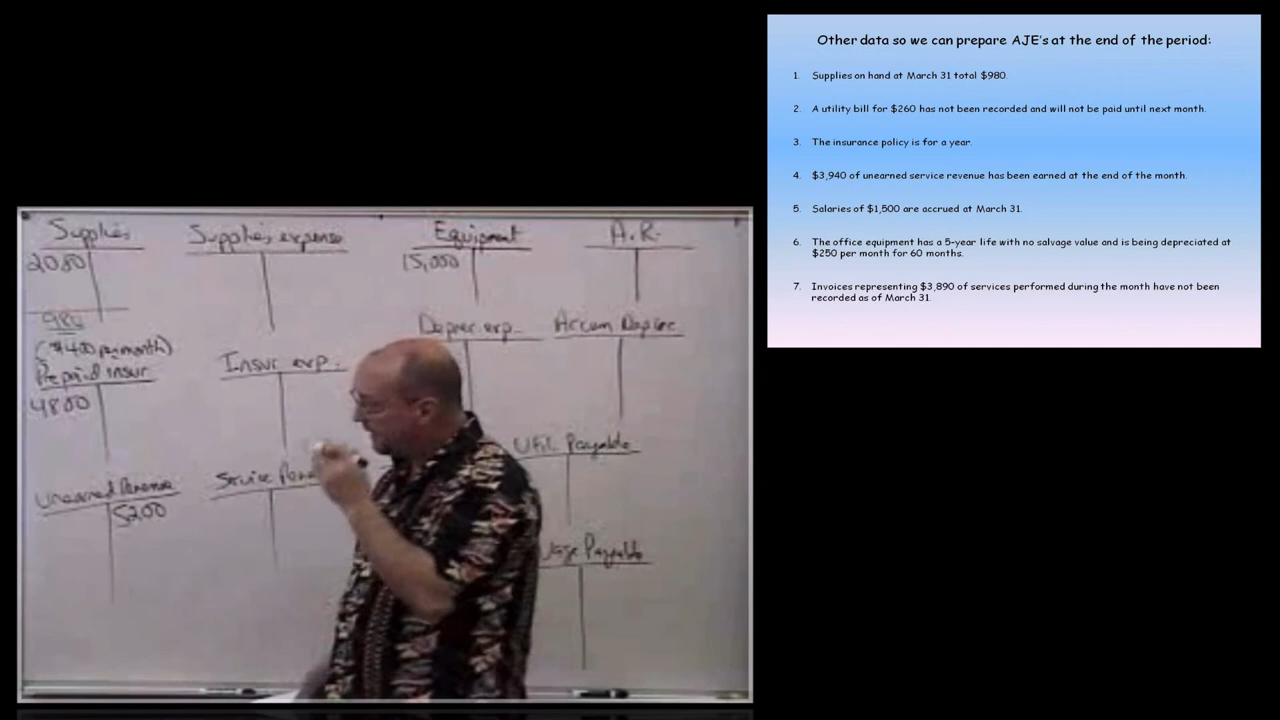 Other data so we can prepare AJE's at the end of the period:
1. Supplies on hand at March 31 total $980.
2. A utility bill for $260 has not been recorded and will not be paid until next month.
3. The insurance policy is for a year.
4. $3,940 of unearned service revenue has been earned at the end of the month.
5. Salaries of $1,500 are accrued at March 31.
6. The office equipment has a 5-year life with no salvage value and is being depreciated at
$250 per month for 60 months.
7. Invoices representing $3,890 of services performed during the month have not been
recorded as of March 31.
Supplies Supplies expense Equipment A.R.
2080 15,000
980
Deprec exp. Accum Deprec
($400 per month)
Prepaid insur Insur exp.
4800
Util. Payable
Unearned Revenue Service
5200
Wage Payable